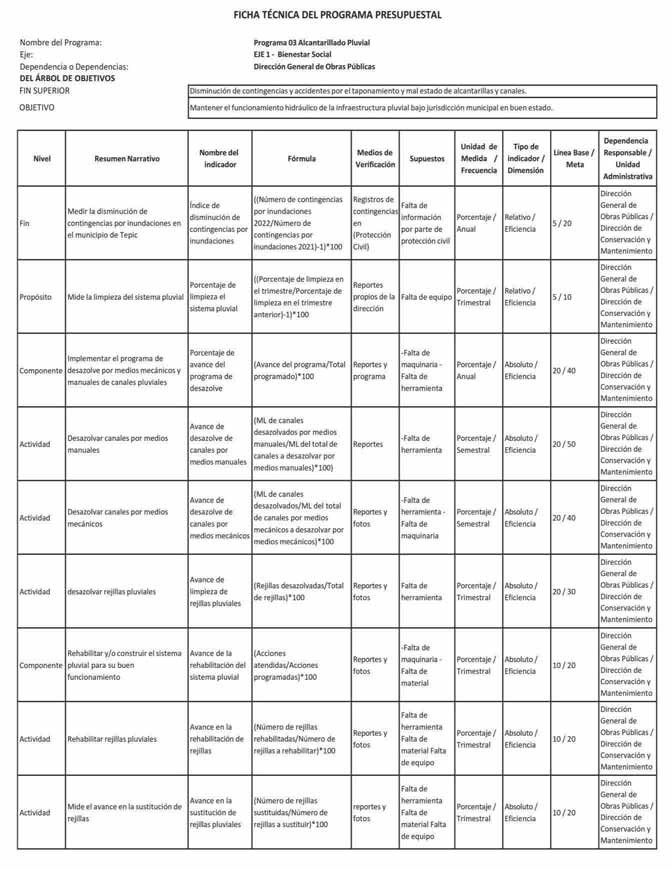 FICHA TÉCNICA DEL PROGRAMA PRESUPUESTAL
Nombre del Programa: Programa 03 Alcantarillado Pluvial
Eje: EJE 1 - Bienestar Social
Dependencia o Dependencias: Dirección General de Obras Públicas
DEL ÁRBOL DE OBJETIVOS
FIN SUPERIOR Disminución de contingencias y accidentes por el taponamiento y mal estado de alcantarillas y canales.
OBJETIVO Mantener el funcionamiento hidráulico de la infraestructura pluvial bajo jurisdicción municipal en buen estado.
Nivel
Resumen Narrativo
Nombre del
indicador
Fórmula
Medios de
Verificación
Supuestos
Unidad de
Medida /
Frecuencia
Tipo de
indicador /
Dimensión
Línea Base /
Meta
Dependencia
Responsable /
Unidad
Administrativa
Fin
Medir la disminución de
contingencias por inundaciones en
el municipio de Tepic
Índice de
disminución de
contingencias por
inundaciones
((Número de contingencias
por inundaciones
2022/Número de
contingencias por
inundaciones 2021)-1)*100
Registros de
contingencias
en
(Protección
Civil)
Falta de
información
por parte de
protección civil
Porcentaje /
Anual
Relativo /
Eficiencia
5 / 20
Dirección
General de
Obras Públicas /
Dirección de
Conservación y
Mantenimiento
Propósito
Mide la limpieza del sistema pluvial
Porcentaje de
limpieza el
sistema pluvial
((Porcentaje de limpieza en
el trimestre/Porcentaje de
limpieza en el trimestre
anterior)-1)*100
Reportes
propios de la
dirección
Falta de equipo
Porcentaje /
Trimestral
Relativo /
Eficiencia
5 / 10
Dirección
General de
Obras Públicas /
Dirección de
Conservación y
Mantenimiento
Componente
Implementar el programa de
desazolve por medios mecánicos y
manuales de canales pluviales
Porcentaje de
avance del
programa de
desazolve
(Avance del programa/Total
programado)*100
Reportes y
programa
-Falta de
maquinaria -
Falta de
herramienta
Porcentaje /
Anual
Absoluto /
Eficiencia
20 / 40
Dirección
General de
Obras Públicas /
Dirección de
Conservación y
Mantenimiento
Actividad
Desazolvar canales por medios
manuales
Avance de
desazolve de
canales por
medios manuales
(ML de canales
desazolvados por medios
manuales/ML del total de
canales a desazolvar por
medios manuales)*100)
Reportes
-Falta de
herramienta
Porcentaje /
Semestral
Absoluto /
Eficiencia
20 / 50
Dirección
General de
Obras Públicas /
Dirección de
Conservación y
Mantenimiento
Actividad
Desazolvar canales por medios
mecánicos
Avance de
desazolve de
canales por
medios mecánicos
(ML de canales
desazolvados/ML del total
de canales por medios
mecánicos a desazolvar por
medios mecánicos)*100
Reportes y
fotos
-Falta de
herramienta -
Falta de
maquinaria
Porcentaje /
Semestral
Absoluto /
Eficiencia
20 / 40
Dirección
General de
Obras Públicas /
Dirección de
Conservación y
Mantenimiento
Actividad
desazolvar rejillas pluviales
Avance de
limpieza de
rejillas pluviales
(Rejillas desazolvadas/Total
de rejillas)*100
Reportes y
fotos
Falta de
herramienta
Porcentaje /
Trimestral
Absoluto /
Eficiencia
20 / 30
Dirección
General de
Obras Públicas /
Dirección de
Conservación y
Mantenimiento
Componente
Rehabilitar y/o construir el sistema
pluvial para su buen
funcionamiento
Avance de la
rehabilitación del
sistema pluvial
(Acciones
atendidas/Acciones
programadas)*100
Reportes y
fotos
-Falta de
maquinaria -
Falta de
material
Porcentaje /
Trimestral
Absoluto /
Eficiencia
10 / 20
Dirección
General de
Obras Públicas /
Dirección de
Conservación y
Mantenimiento
Actividad
Rehabilitar rejillas pluviales
Avance en la
rehabilitación de
rejillas
(Número de rejillas
rehabilitadas/Número de
rejillas a rehabilitar)*100
Reportes y
fotos
Falta de
herramienta
Falta de
material Falta
de equipo
Porcentaje /
Trimestral
Absoluto /
Eficiencia
10 / 20
Dirección
General de
Obras Públicas /
Dirección de
Conservación y
Mantenimiento
Actividad
Mide el avance en la sustitución de
rejillas
Avance en la
sustitución de
rejillas pluviales
(Número de rejillas
sustituidas/Número de
rejillas a sustituir)*100
reportes y
fotos
Falta de
herramienta
Falta de
material Falta
de equipo
Porcentaje /
Trimestral
Absoluto /
Eficiencia
10 / 20
Dirección
General de
Obras Públicas /
Dirección de
Conservación y
Mantenimiento